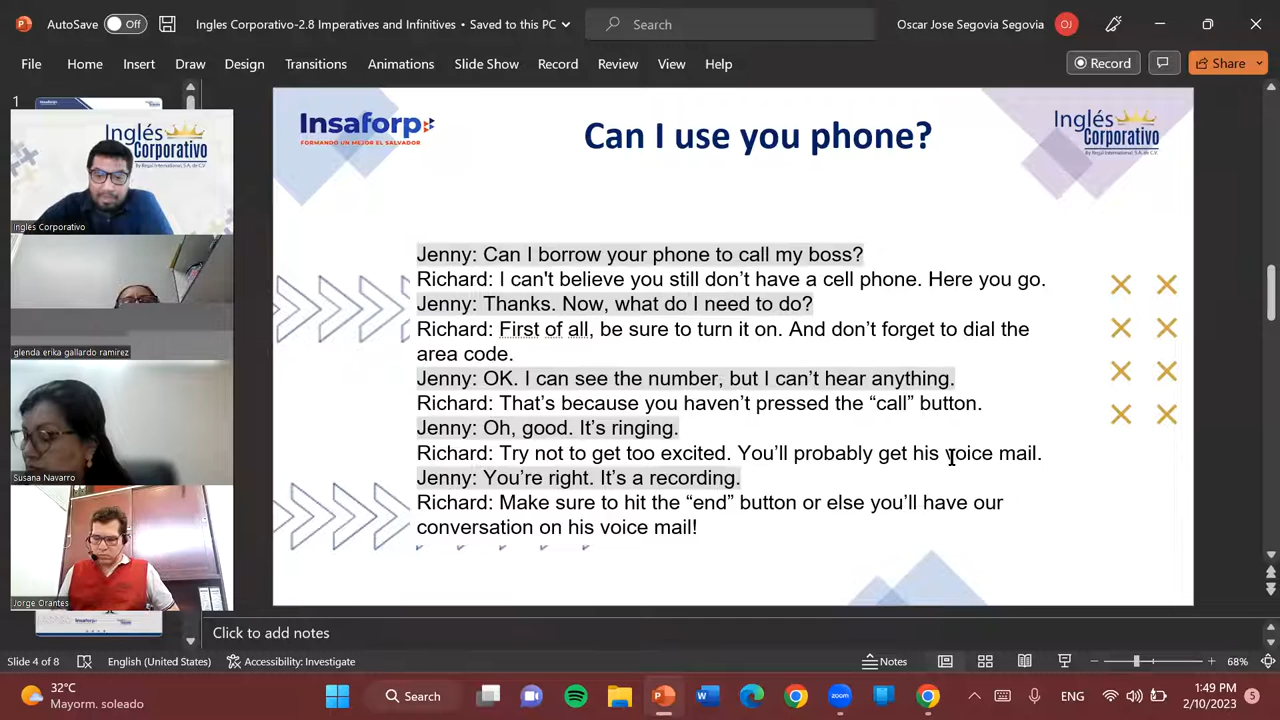 AutoSave Off Ingles Corporativo-2.8 Imperatives and Infinitives • Saved to this PC Search Oscar Jose Segovia Segovia OJ
File Home Insert Draw Design Transitions Animations Slide Show Record Review View Help Record Share
1
Inglés
Corporativo
By Regal International, S.A. de C.V.
Ingles Corporativo
glenda erika gallardo ramirez
Susana Navarro
Jorge Orantes
Insaforp
FORMANDO UN MEJOR EL SALVADOR
Can I use you phone?
Inglés
Corporativo
By Regal International, S.A. de C.V.
Jenny: Can I borrow your phone to call my boss?
Richard: I can't believe you still don’t have a cell phone. Here you go.
Jenny: Thanks. Now, what do I need to do?
Richard: First of all, be sure to turn it on. And don’t forget to dial the
area code.
Jenny: OK. I can see the number, but I can’t hear anything.
Richard: That’s because you haven’t pressed the “call” button.
Jenny: Oh, good. It’s ringing.
Richard: Try not to get too excited. You’ll probably get his voice mail.
Jenny: You’re right. It’s a recording.
Richard: Make sure to hit the “end” button or else you’ll have our
conversation on his voice mail!
Click to add notes
Slide 4 of 8 English (United States) Accessibility: Investigate Notes 68%
32°C
Mayorm. soleado
Search
ENG
1:49 PM
2/10/2023
5
zoom